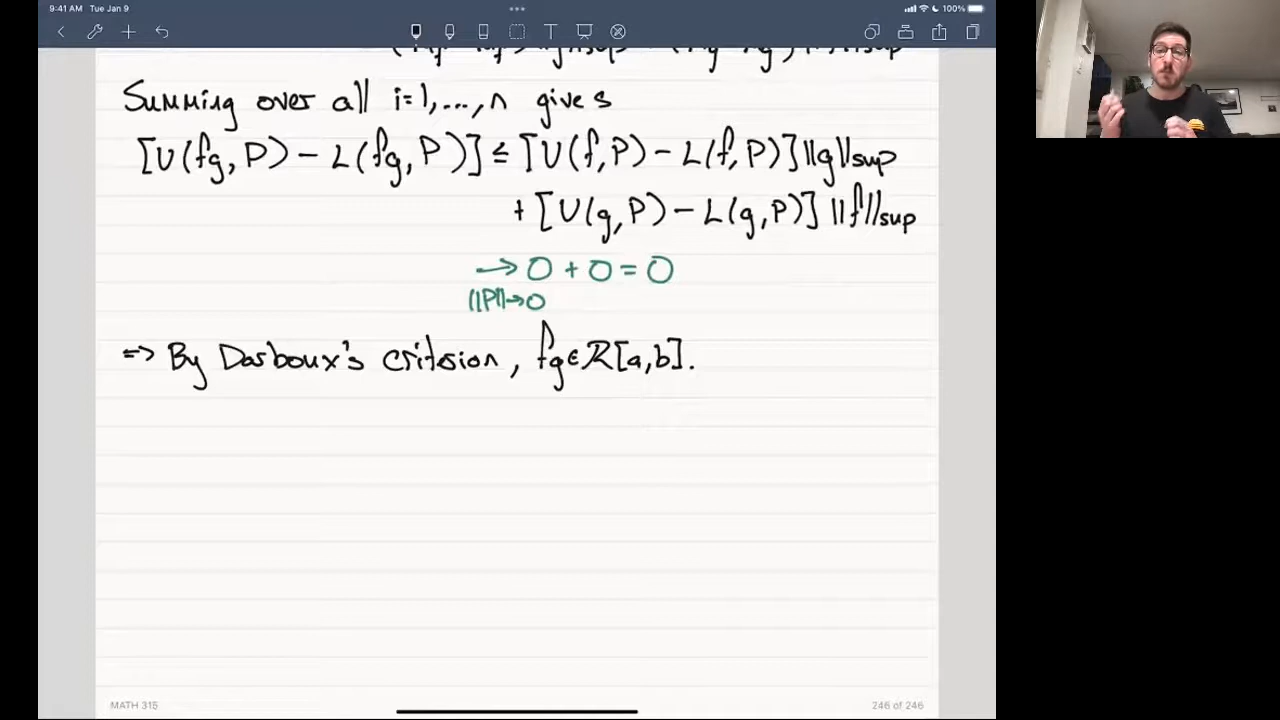 9:41 AM Tue Jan 9
100%
Summing over all i=1,...,n gives
[U(fg,P) - L(fg,P)] ≤ [U(f,P) - L(f,P)] ||g||sup
+ [U(g,P) - L(g,P)] ||f||sup
→ 0 + 0 = 0
||P||→0
⇒ By Darboux's criterion, fg∈R[a,b].
MATH 315
246 of 246